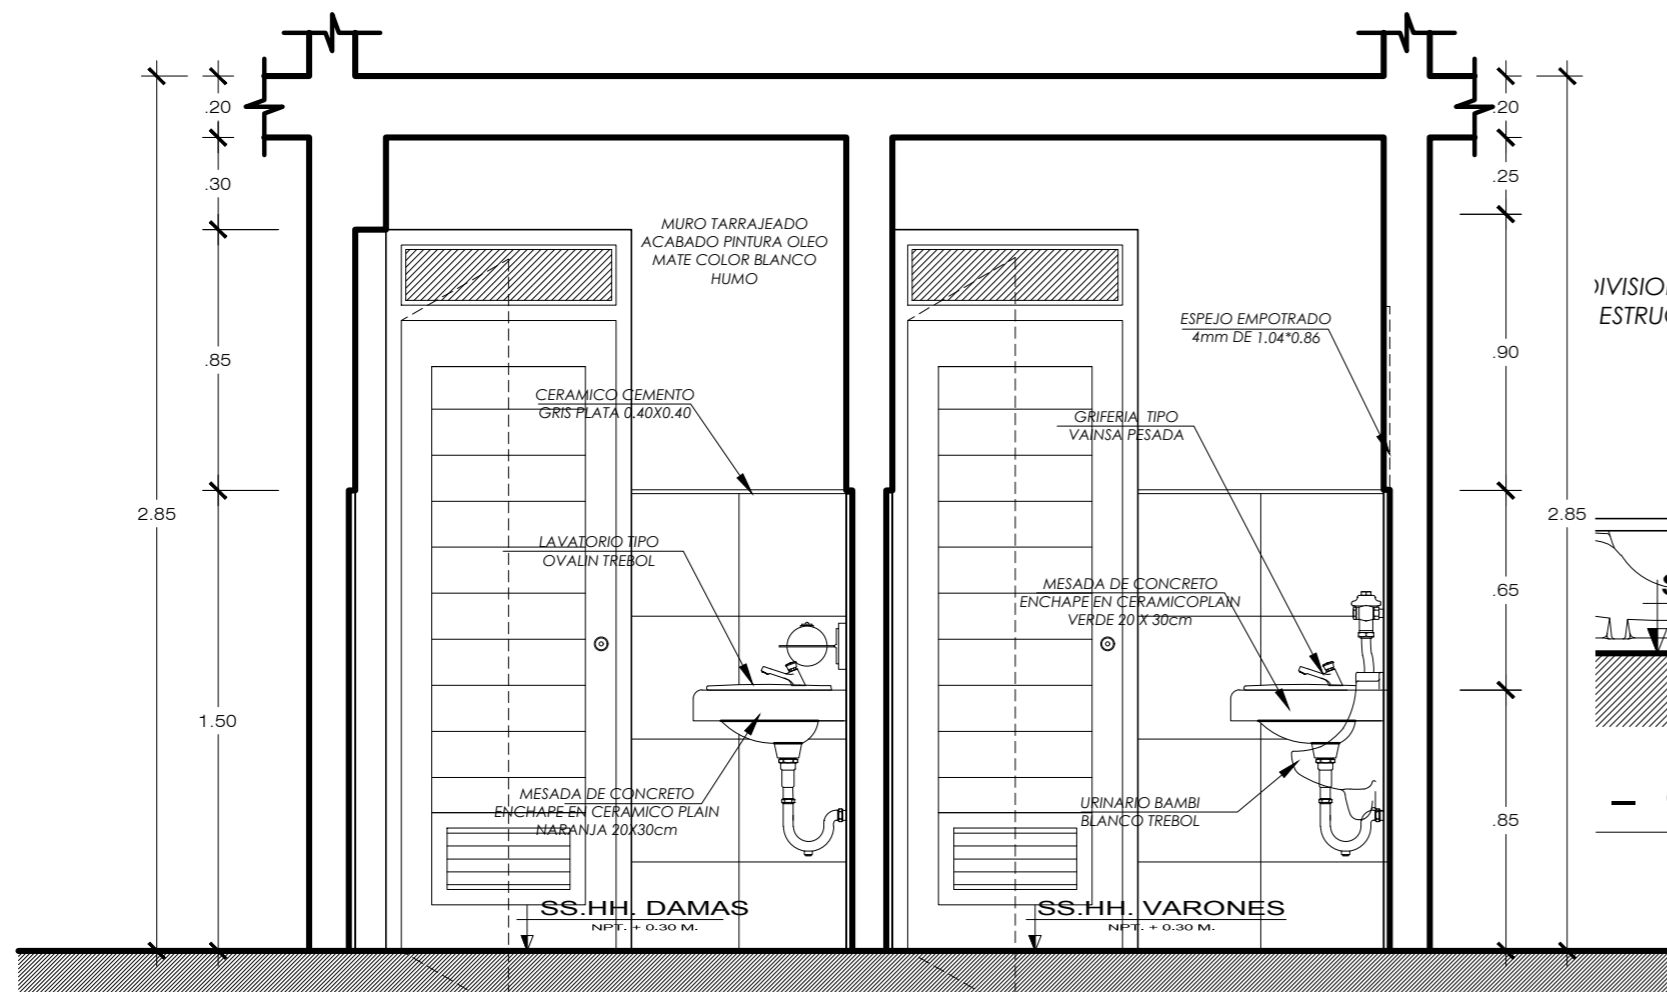 .20
.30
.85
2.85
1.50
MURO TARRAJEADO
ACABADO PINTURA OLEO
MATE COLOR BLANCO
HUMO
CERAMICO CEMENTO
GRIS PLATA 0.40X0.40
LAVATORIO TIPO
OVALIN TREBOL
MESADA DE CONCRETO
ENCHAPE EN CERAMICO PLAIN
NARANJA 20X30cm
SS.HH. DAMAS
NPT. + 0.30 M.
ESPEJO EMPOTRADO
4mm DE 1.04*0.86
GRIFERIA TIPO
VAINSA PESADA
MESADA DE CONCRETO
ENCHAPE EN CERAMICOPLAIN
VERDE 20 X 30cm
URINARIO BAMBI
BLANCO TREBOL
SS.HH. VARONES
NPT. + 0.30 M.
.20
.25
.90
2.85
.65
.85